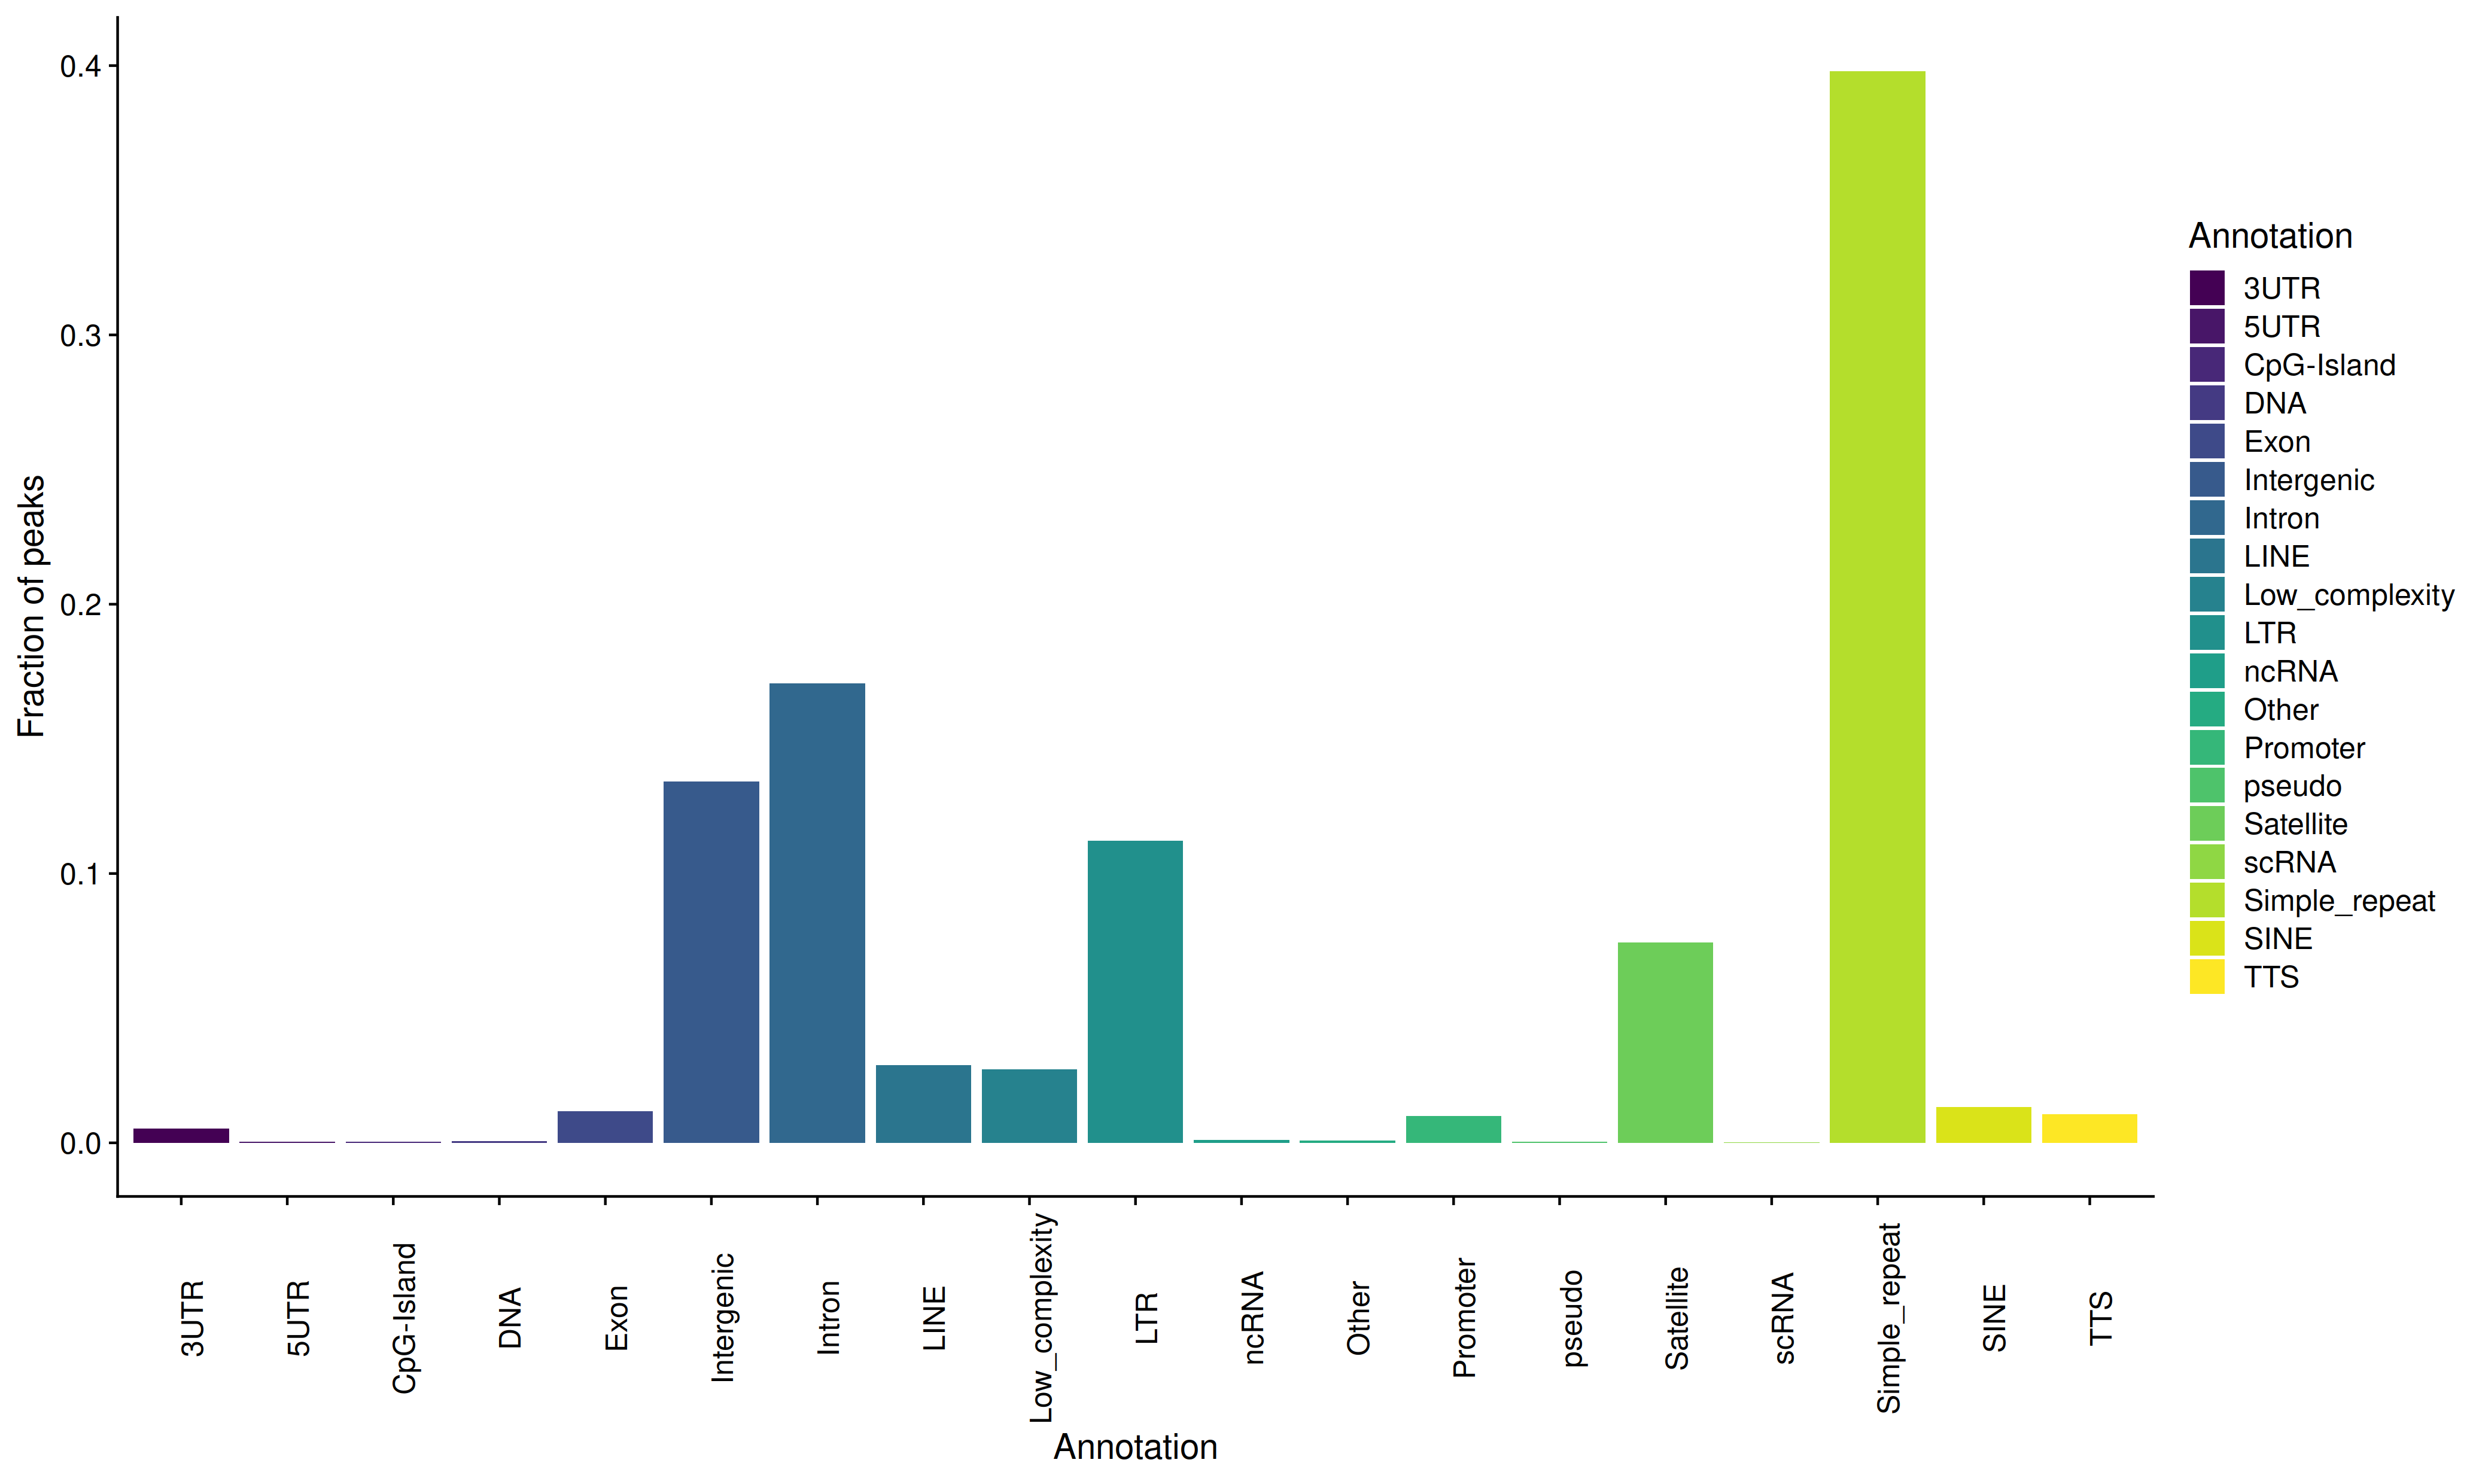 Fraction of peaks
0.4
0.3
0.2
0.1
0.0
3UTR
5UTR
CpG-Island
DNA
Exon
Intergenic
Intron
LINE
Low_complexity
LTR
ncRNA
Other
Promoter
pseudo
Satellite
scRNA
Simple_repeat
SINE
TTS
Annotation
Annotation
3UTR
5UTR
CpG-Island
DNA
Exon
Intergenic
Intron
LINE
Low_complexity
LTR
ncRNA
Other
Promoter
pseudo
Satellite
scRNA
Simple_repeat
SINE
TTS